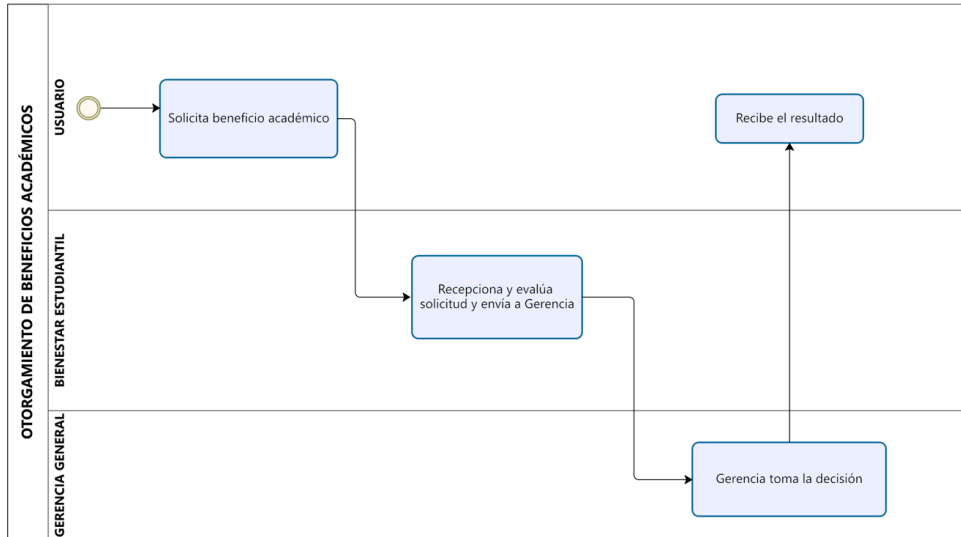 OTORGAMIENTO DE BENEFICIOS ACADÉMICOS
USUARIO
Solicita beneficio académico
Recibe el resultado
BIENESTAR ESTUDIANTIL
Recepciona y evalúa
solicitud y envía a Gerencia
GERENCIA GENERAL
Gerencia toma la decisión